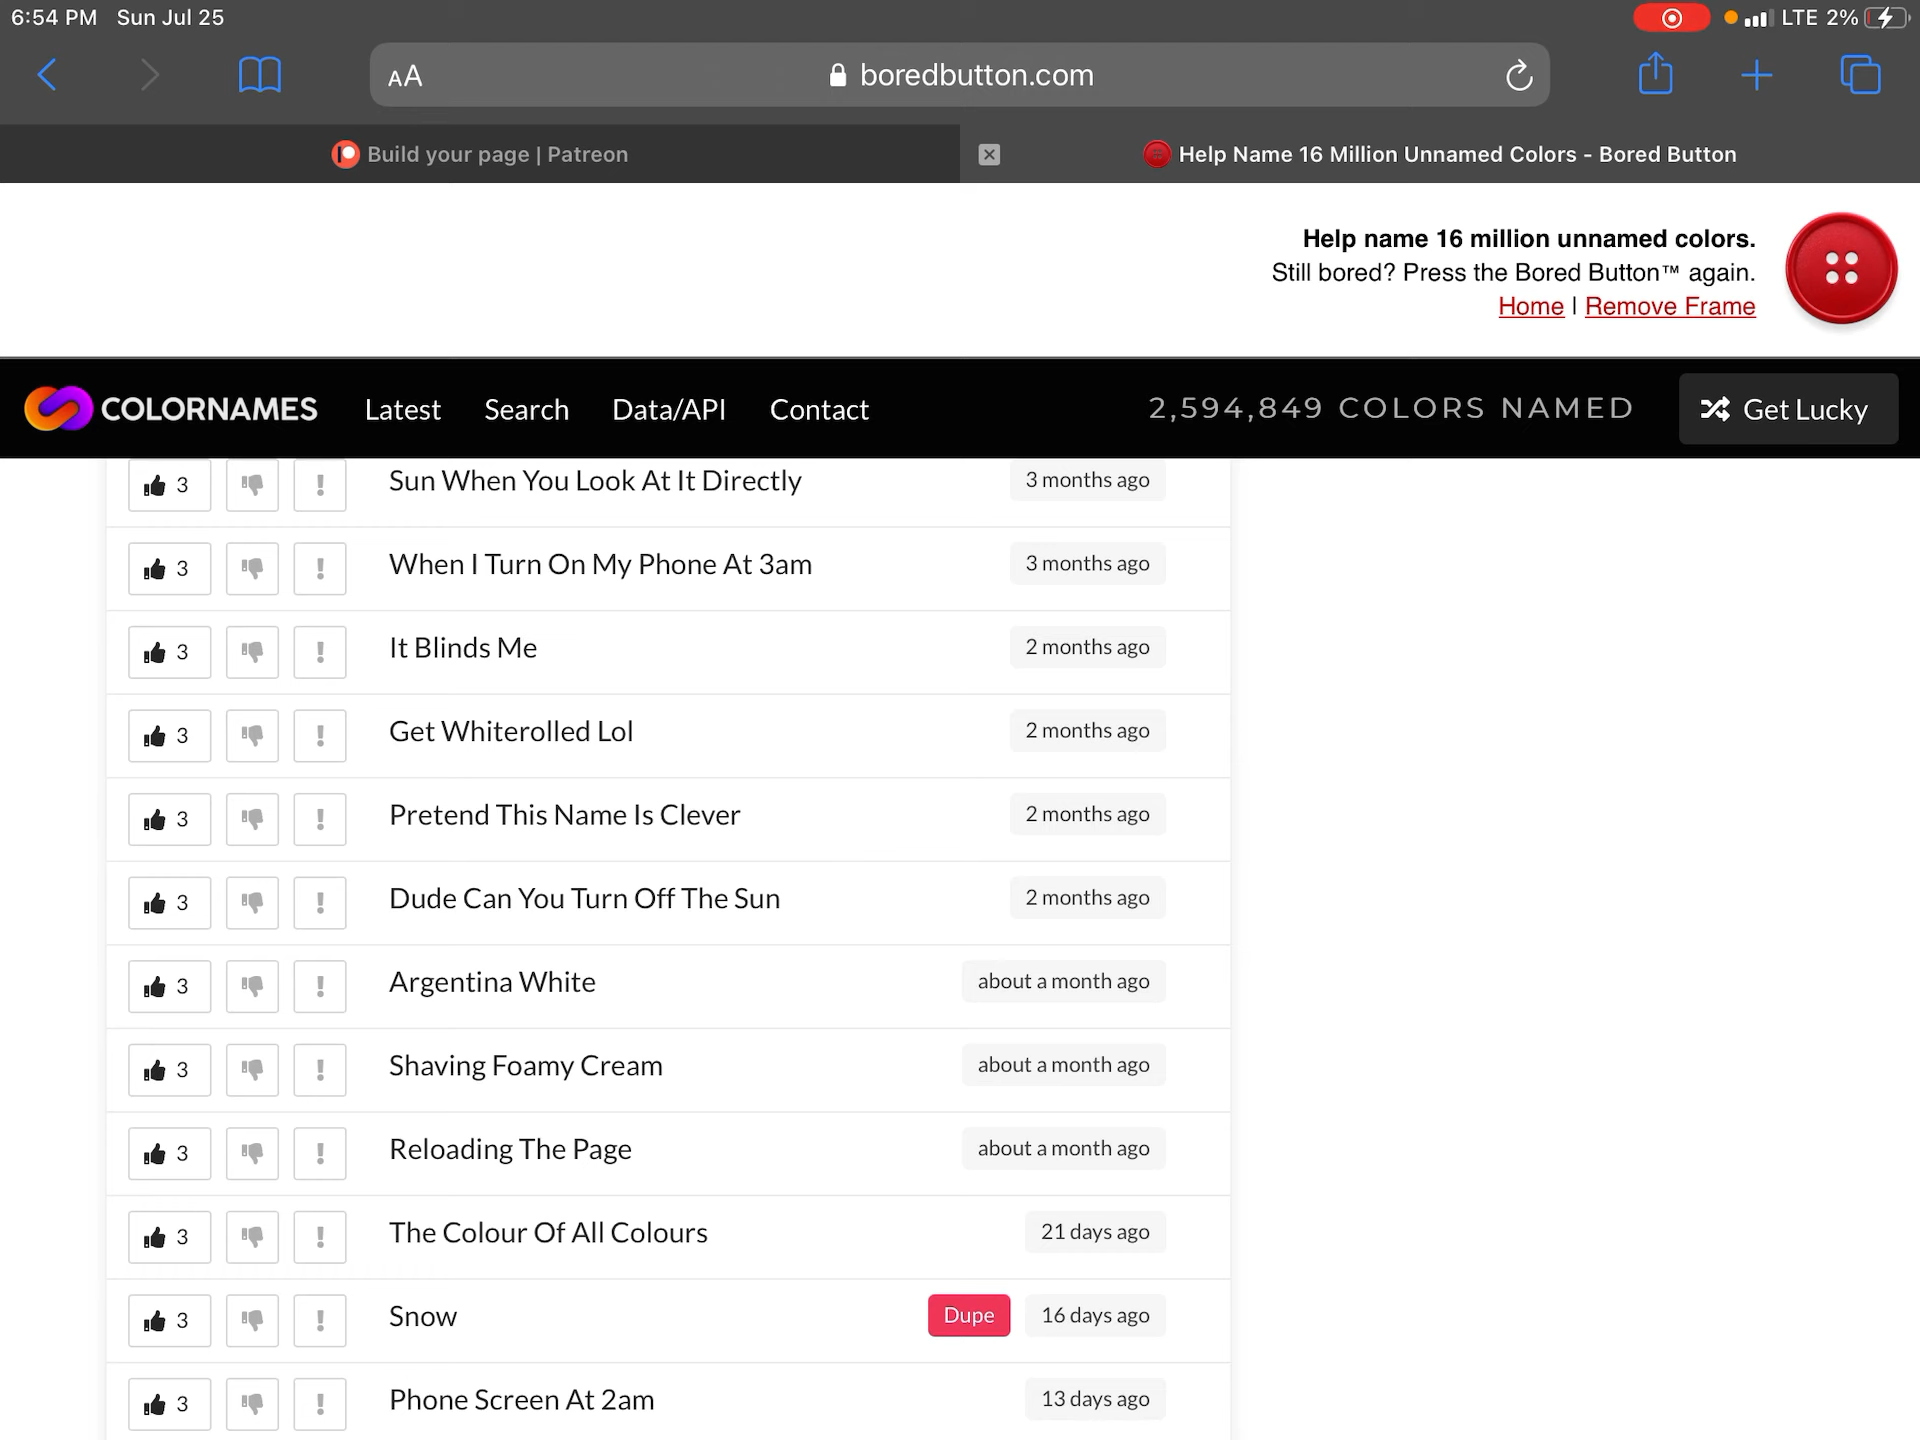 6:54 PM Sun Jul 25
LTE 2%
AA
boredbutton.com
Build your page | Patreon
Help Name 16 Million Unnamed Colors - Bored Button
Help name 16 million unnamed colors.
Still bored? Press the Bored Button™ again.
Home | Remove Frame
COLORNAMES Latest Search Data/API Contact 2,594,849 COLORS NAMED Get Lucky
3 ! Sun When You Look At It Directly 3 months ago
3 ! When I Turn On My Phone At 3am 3 months ago
3 ! It Blinds Me 2 months ago
3 ! Get Whiterolled Lol 2 months ago
3 ! Pretend This Name Is Clever 2 months ago
3 ! Dude Can You Turn Off The Sun 2 months ago
3 ! Argentina White about a month ago
3 ! Shaving Foamy Cream about a month ago
3 ! Reloading The Page about a month ago
3 ! The Colour Of All Colours 21 days ago
3 ! Snow Dupe 16 days ago
3 ! Phone Screen At 2am 13 days ago